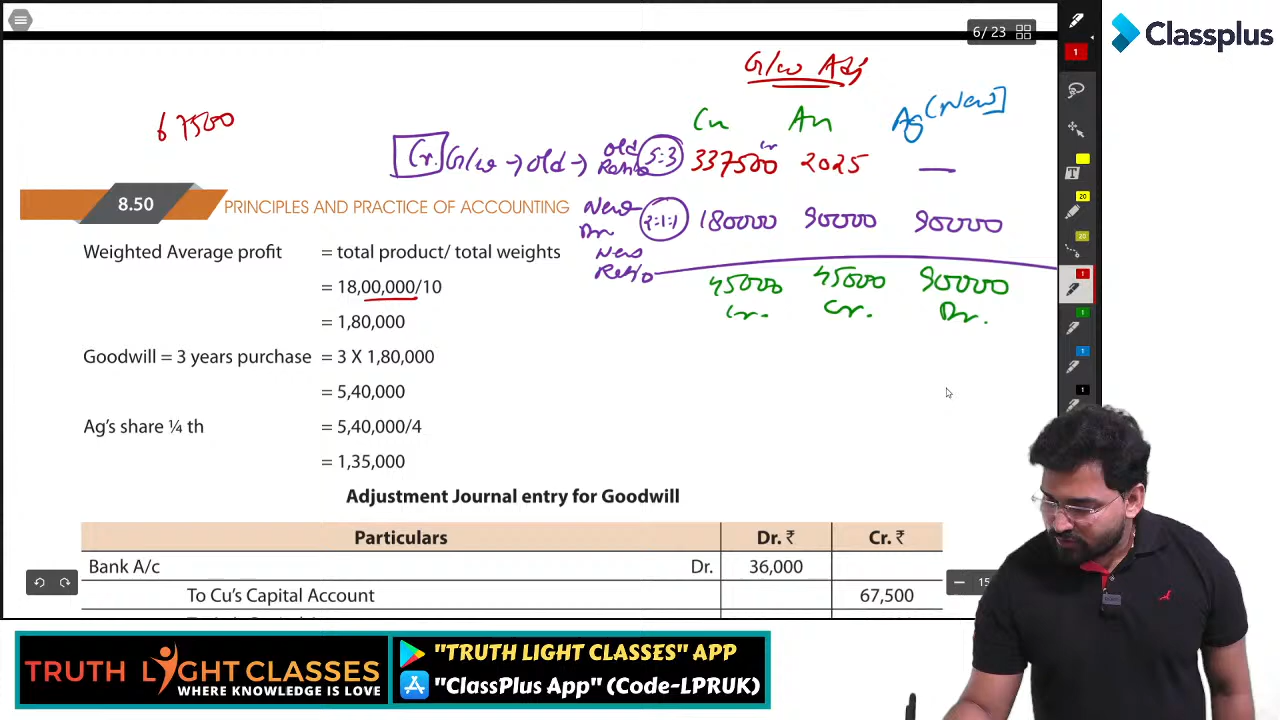 6 / 23
Classplus
G/w Adj
67500
Cu An Ag (New)
Cr. G/w → old → old Ratio 5:3 337500 Cr 2025 —
8.50 PRINCIPLES AND PRACTICE OF ACCOUNTING
New Dr New Ratio 2:1:1 180000 90000 90000
45000 45000 90000
Cr. Cr. Dr.
Weighted Average profit = total product/ total weights
= 18,00,000/10
= 1,80,000
Goodwill = 3 years purchase = 3 X 1,80,000
= 5,40,000
Ag's share ¼ th = 5,40,000/4
= 1,35,000
Adjustment Journal entry for Goodwill
Particulars Dr. ₹ Cr. ₹
Bank A/c Dr. 36,000
To Cu's Capital Account 67,500
15
TRUTH LIGHT CLASSES
WHERE KNOWLEDGE IS LOVE
"TRUTH LIGHT CLASSES" APP
"ClassPlus App" (Code-LPRUK)